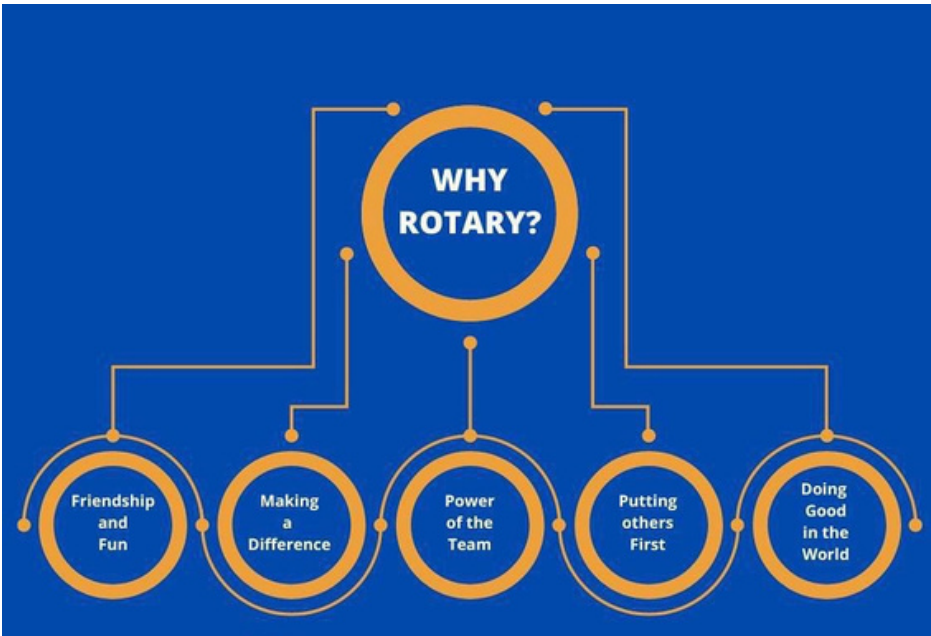 WHY
ROTARY?
Friendship
and
Fun
Making
a
Difference
Power
of the
Team
Putting
others
First
Doing
Good
in the
World